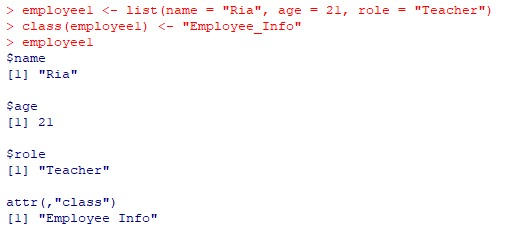 > employee1 <- list(name = "Ria", age = 21, role = "Teacher")
> class(employee1) <- "Employee_Info"
> employee1
$name
[1] "Ria"

$age
[1] 21

$role
[1] "Teacher"

attr(,"class")
[1] "Employee Info"